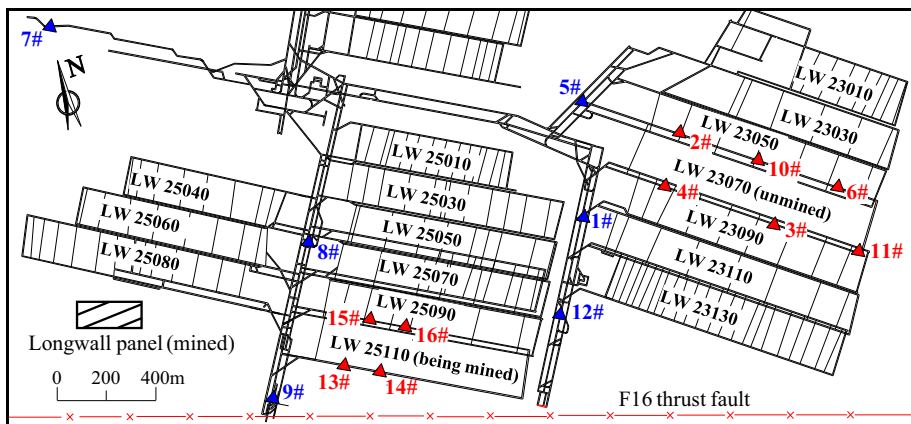 7#
N
5#
LW 23010
LW 23030
LW 23050
2#
10#
6#
LW 25010
LW 25040
LW 25030
LW 23070 (unmined)
4#
LW 25060
LW 25050
1#
3#
LW 23090
11#
LW 25080
8#
LW 25070
LW 23110
LW 25090
12#
LW 23130
15#
16#
Longwall panel (mined)
LW 25110 (being mined)
13#
14#
0 200 400m
9#
F16 thrust fault